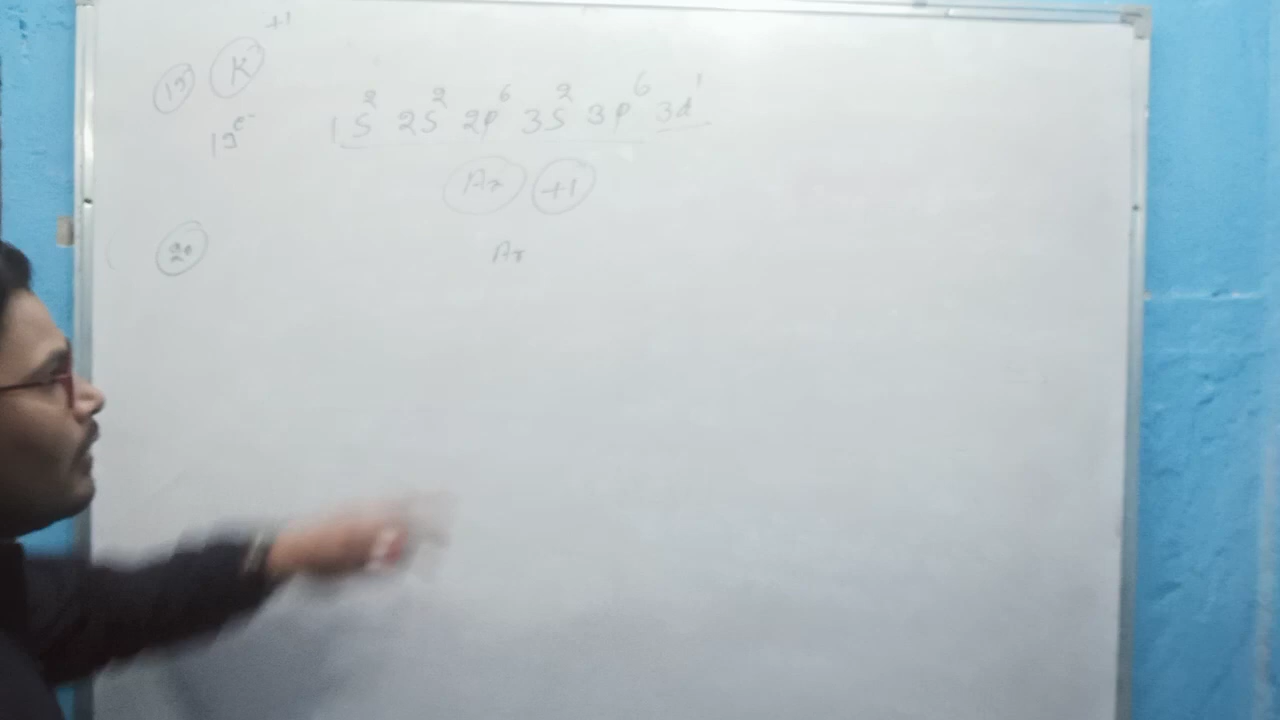 +1
19 K
19e⁻ 1s² 2s² 2p⁶ 3s² 3p⁶ 3d¹
Ar +1
20 Ar